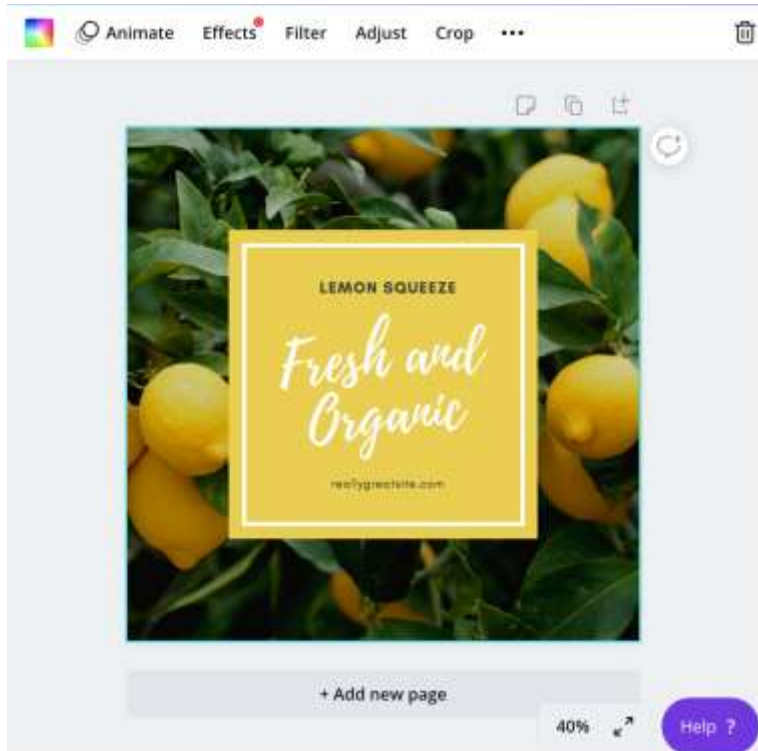 Animate Effects Filter Adjust Crop •••
LEMON SQUEEZE
Fresh and
Organic
reallygreatsite.com
+ Add new page
40%
Help ?